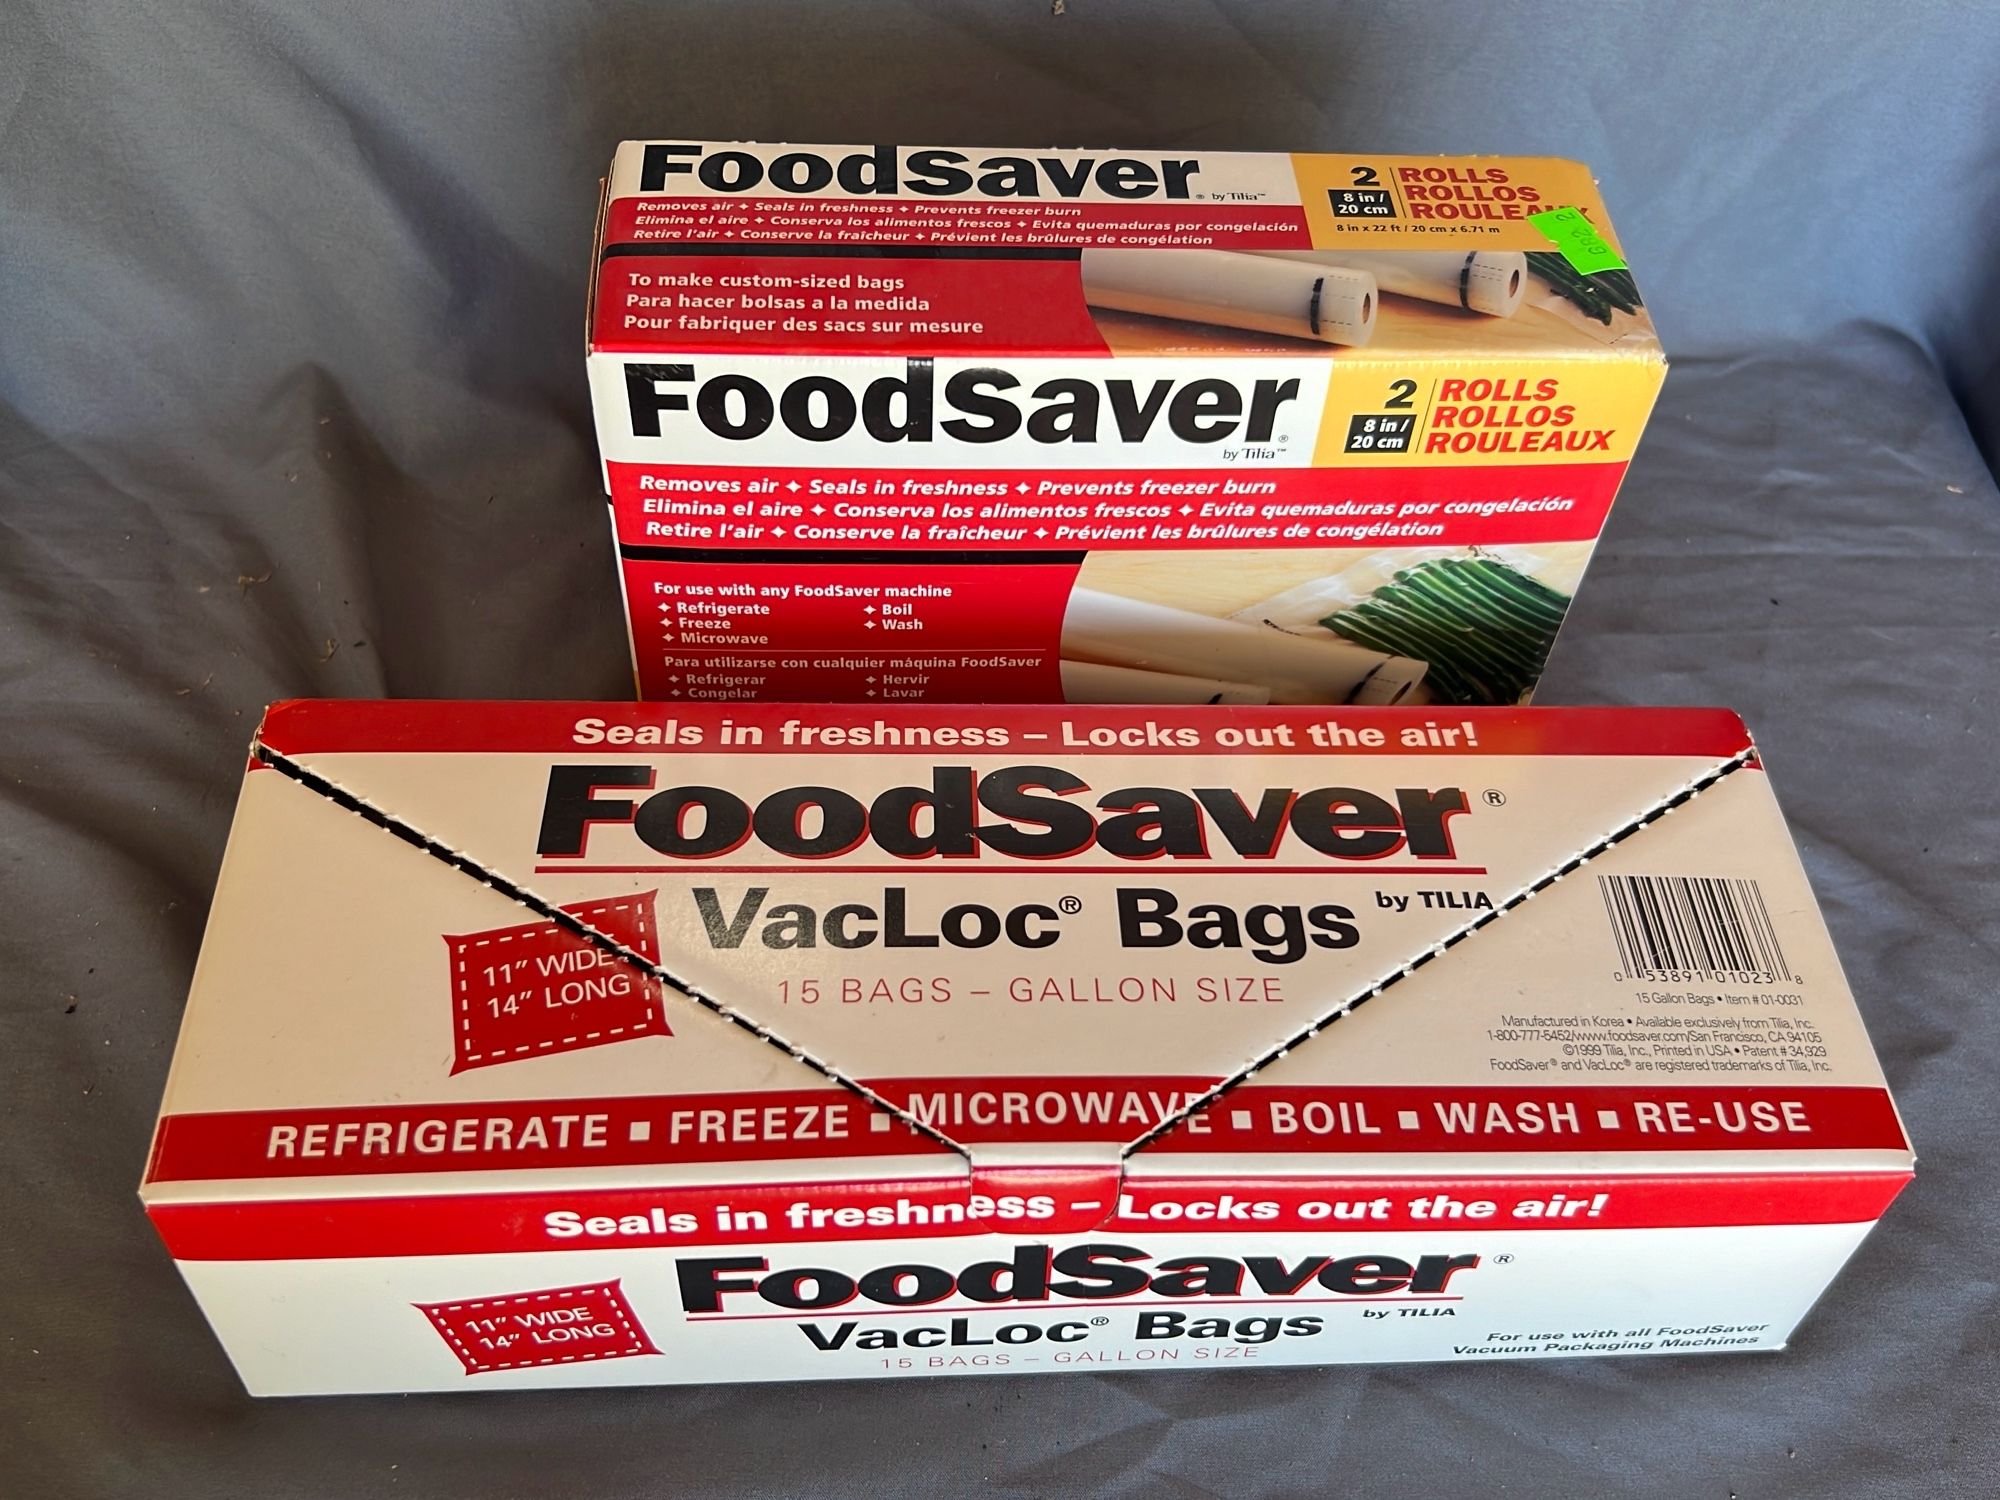 FoodSaver® by Tilia™
2 ROLLS
ROLLOS
ROULEAUX
8 in /
20 cm
8 in x 22 ft / 20 cm x 6.71 m
Removes air ✦ Seals in freshness ✦ Prevents freezer burn
Elimina el aire ✦ Conserva los alimentos frescos ✦ Evita quemaduras por congelación
Retire l'air ✦ Conserve la fraîcheur ✦ Prévient les brûlures de congélation
To make custom-sized bags
Para hacer bolsas a la medida
Pour fabriquer des sacs sur mesure
FoodSaver®
by Tilia™
2 ROLLS
ROLLOS
ROULEAUX
8 in /
20 cm
Removes air ✦ Seals in freshness ✦ Prevents freezer burn
Elimina el aire ✦ Conserva los alimentos frescos ✦ Evita quemaduras por congelación
Retire l'air ✦ Conserve la fraîcheur ✦ Prévient les brûlures de congélation
For use with any FoodSaver machine
✦ Refrigerate ✦ Boil
✦ Freeze ✦ Wash
✦ Microwave
Para utilizarse con cualquier máquina FoodSaver
✦ Refrigerar ✦ Hervir
✦ Congelar ✦ Lavar
Seals in freshness – Locks out the air!
FoodSaver®
VacLoc® Bags by TILIA
15 BAGS – GALLON SIZE
11" WIDE
14" LONG
0 53891 01023 8
15 Gallon Bags • Item # 01-0031
Manufactured in Korea • Available exclusively from Tilia, Inc.
1-800-777-5452/www.foodsaver.com/San Francisco, CA 94105
©1999 Tilia, Inc., Printed in USA • Patent # 34,929
FoodSaver® and VacLoc® are registered trademarks of Tilia, Inc.
REFRIGERATE ■ FREEZE ■ MICROWAVE ■ BOIL ■ WASH ■ RE-USE
Seals in freshness – Locks out the air!
FoodSaver®
VacLoc® Bags by TILIA
15 BAGS – GALLON SIZE
11" WIDE
14" LONG
For use with all FoodSaver
Vacuum Packaging Machines